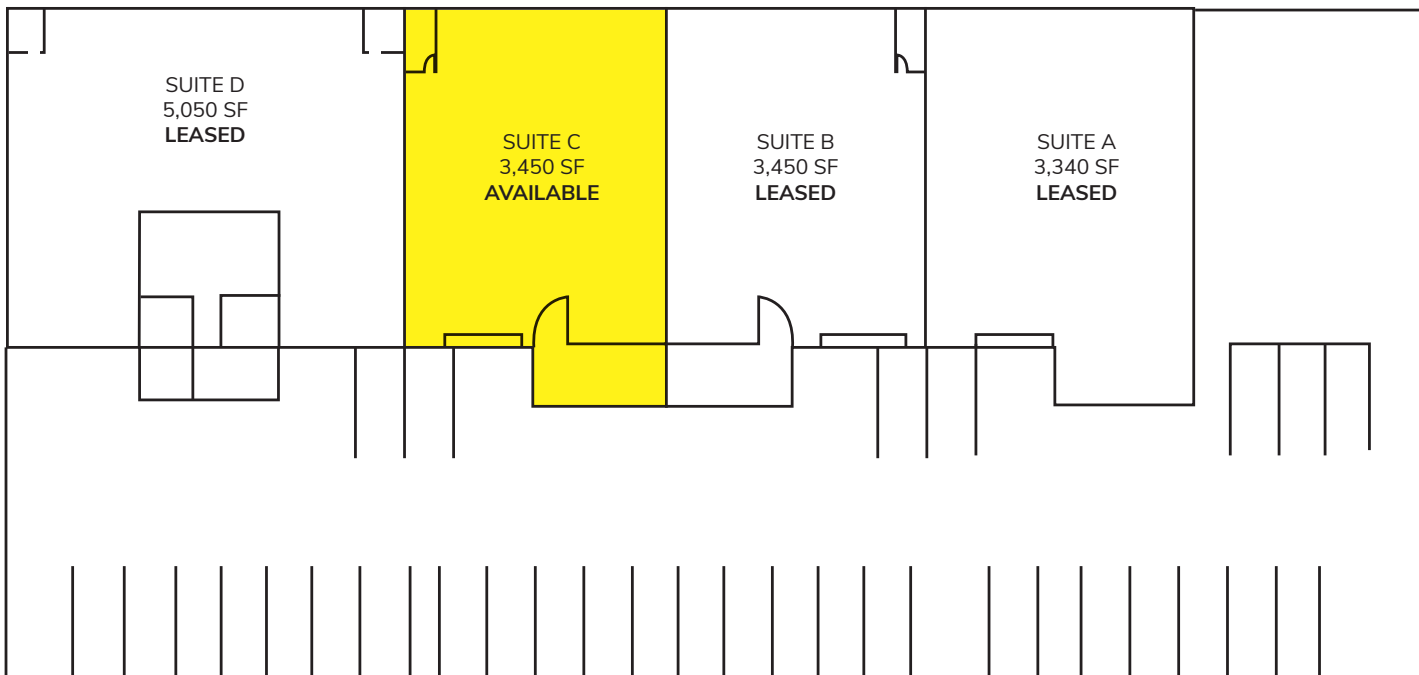 SUITE D
5,050 SF
LEASED
SUITE C
3,450 SF
AVAILABLE
SUITE B
3,450 SF
LEASED
SUITE A
3,340 SF
LEASED